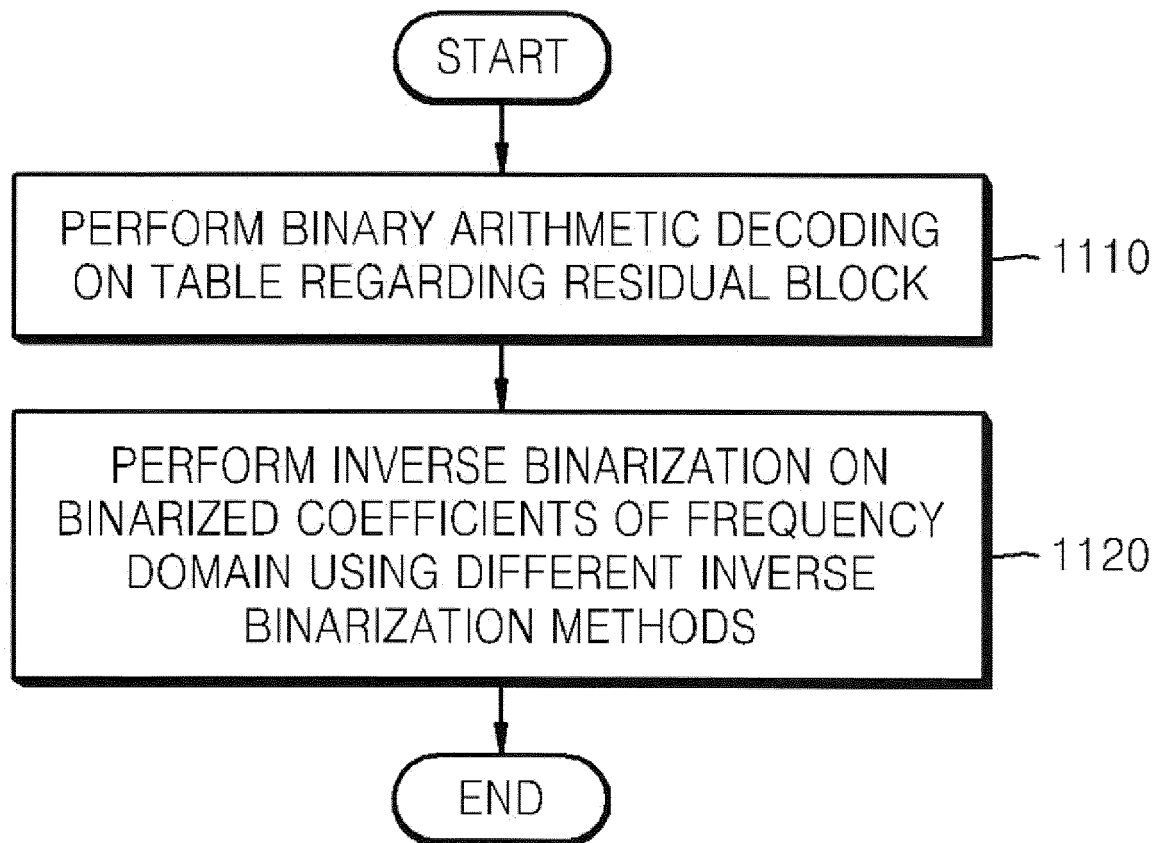 START
PERFORM BINARY ARITHMETIC DECODING
ON TABLE REGARDING RESIDUAL BLOCK
1110
PERFORM INVERSE BINARIZATION ON
BINARIZED COEFFICIENTS OF FREQUENCY
DOMAIN USING DIFFERENT INVERSE
BINARIZATION METHODS
1120
END